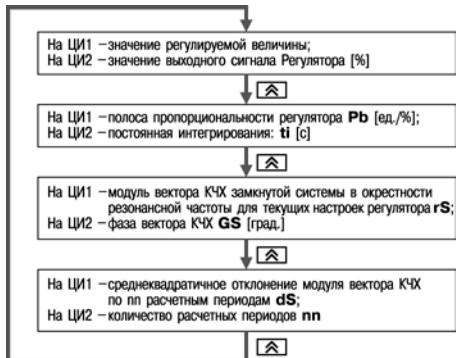 На ЦИ1 – значение регулируемой величины;
На ЦИ2 – значение выходного сигнала Регулятора [%]
На ЦИ1 – полоса пропорциональности регулятора Pb [ед./%];
На ЦИ2 – постоянная интегрирования: ti [с]
На ЦИ1 – модуль вектора КЧХ замкнутой системы в окрестности
резонансной частоты для текущих настроек регулятора rS;
На ЦИ2 – фаза вектора КЧХ GS [град.]
На ЦИ1 – среднеквадратичное отклонение модуля вектора КЧХ
по nn расчетным периодам dS;
На ЦИ2 – количество расчетных периодов nn